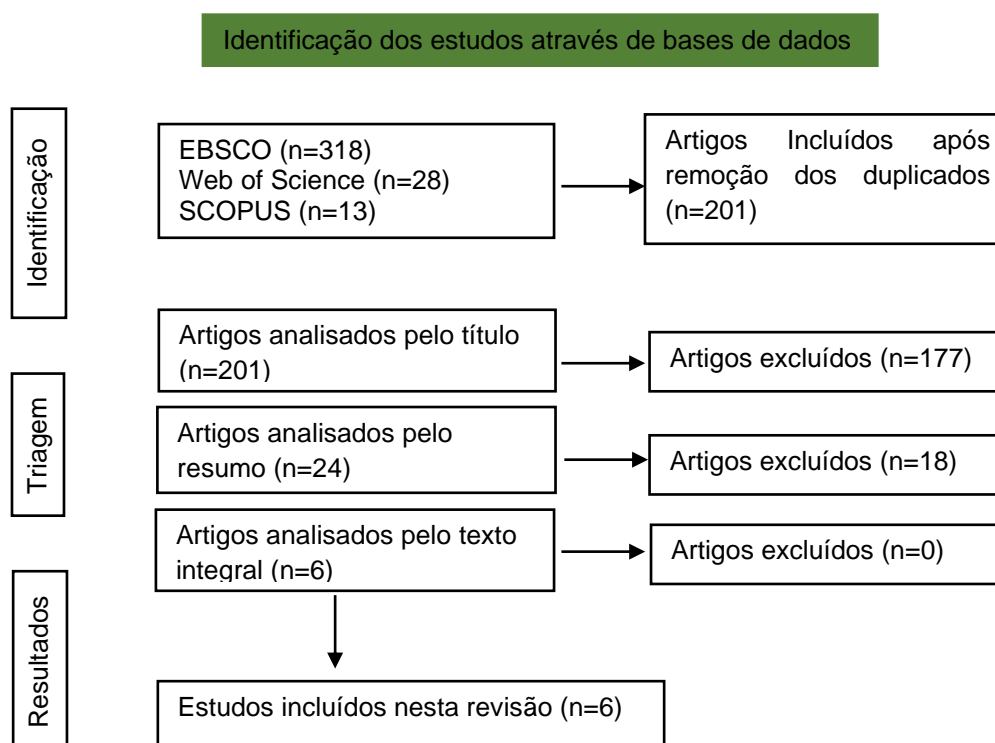 Identificação dos estudos através de bases de dados
Identificação
EBSCO (n=318)
Web of Science (n=28)
SCOPUS (n=13)
Artigos Incluídos após
remoção dos duplicados
(n=201)
Triagem
Artigos analisados pelo título
(n=201)
Artigos excluídos (n=177)
Artigos analisados pelo
resumo (n=24)
Artigos excluídos (n=18)
Artigos analisados pelo texto
integral (n=6)
Artigos excluídos (n=0)
Resultados
Estudos incluídos nesta revisão (n=6)